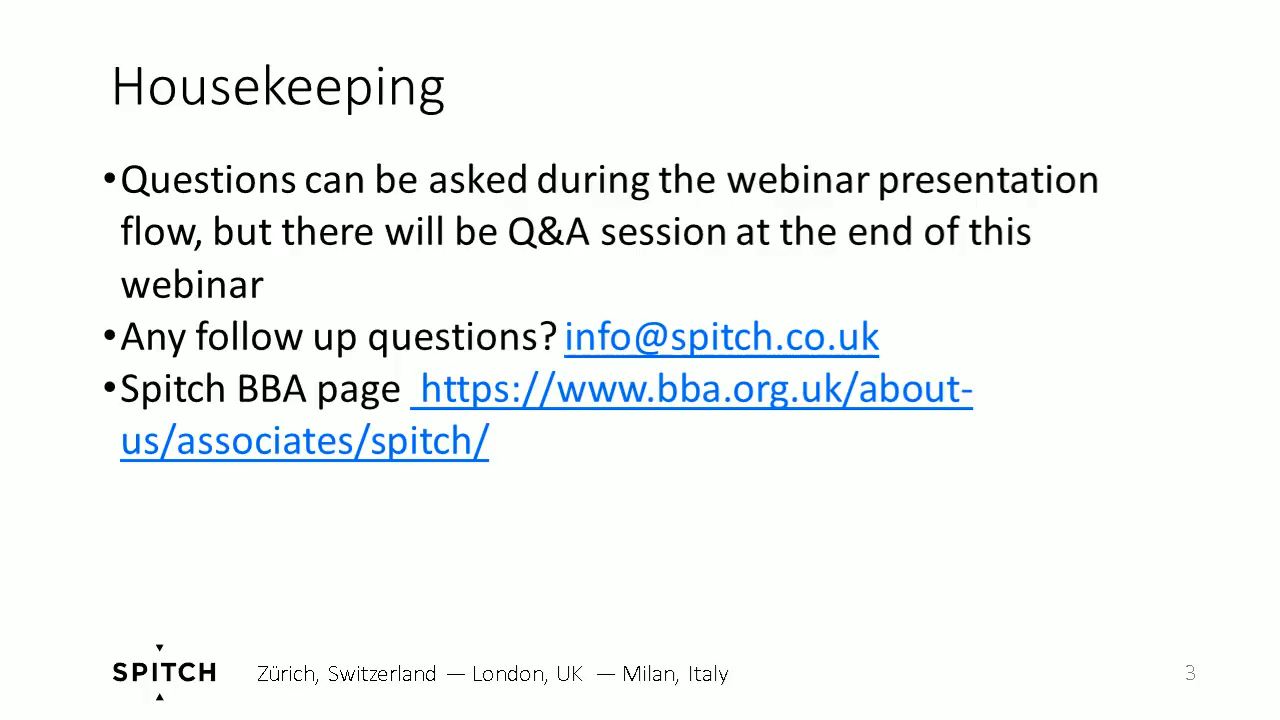 Housekeeping
•Questions can be asked during the webinar presentation
flow, but there will be Q&A session at the end of this
webinar
•Any follow up questions? info@spitch.co.uk
•Spitch BBA page  https://www.bba.org.uk/about-
us/associates/spitch/
SPITCH Zürich, Switzerland — London, UK — Milan, Italy 3